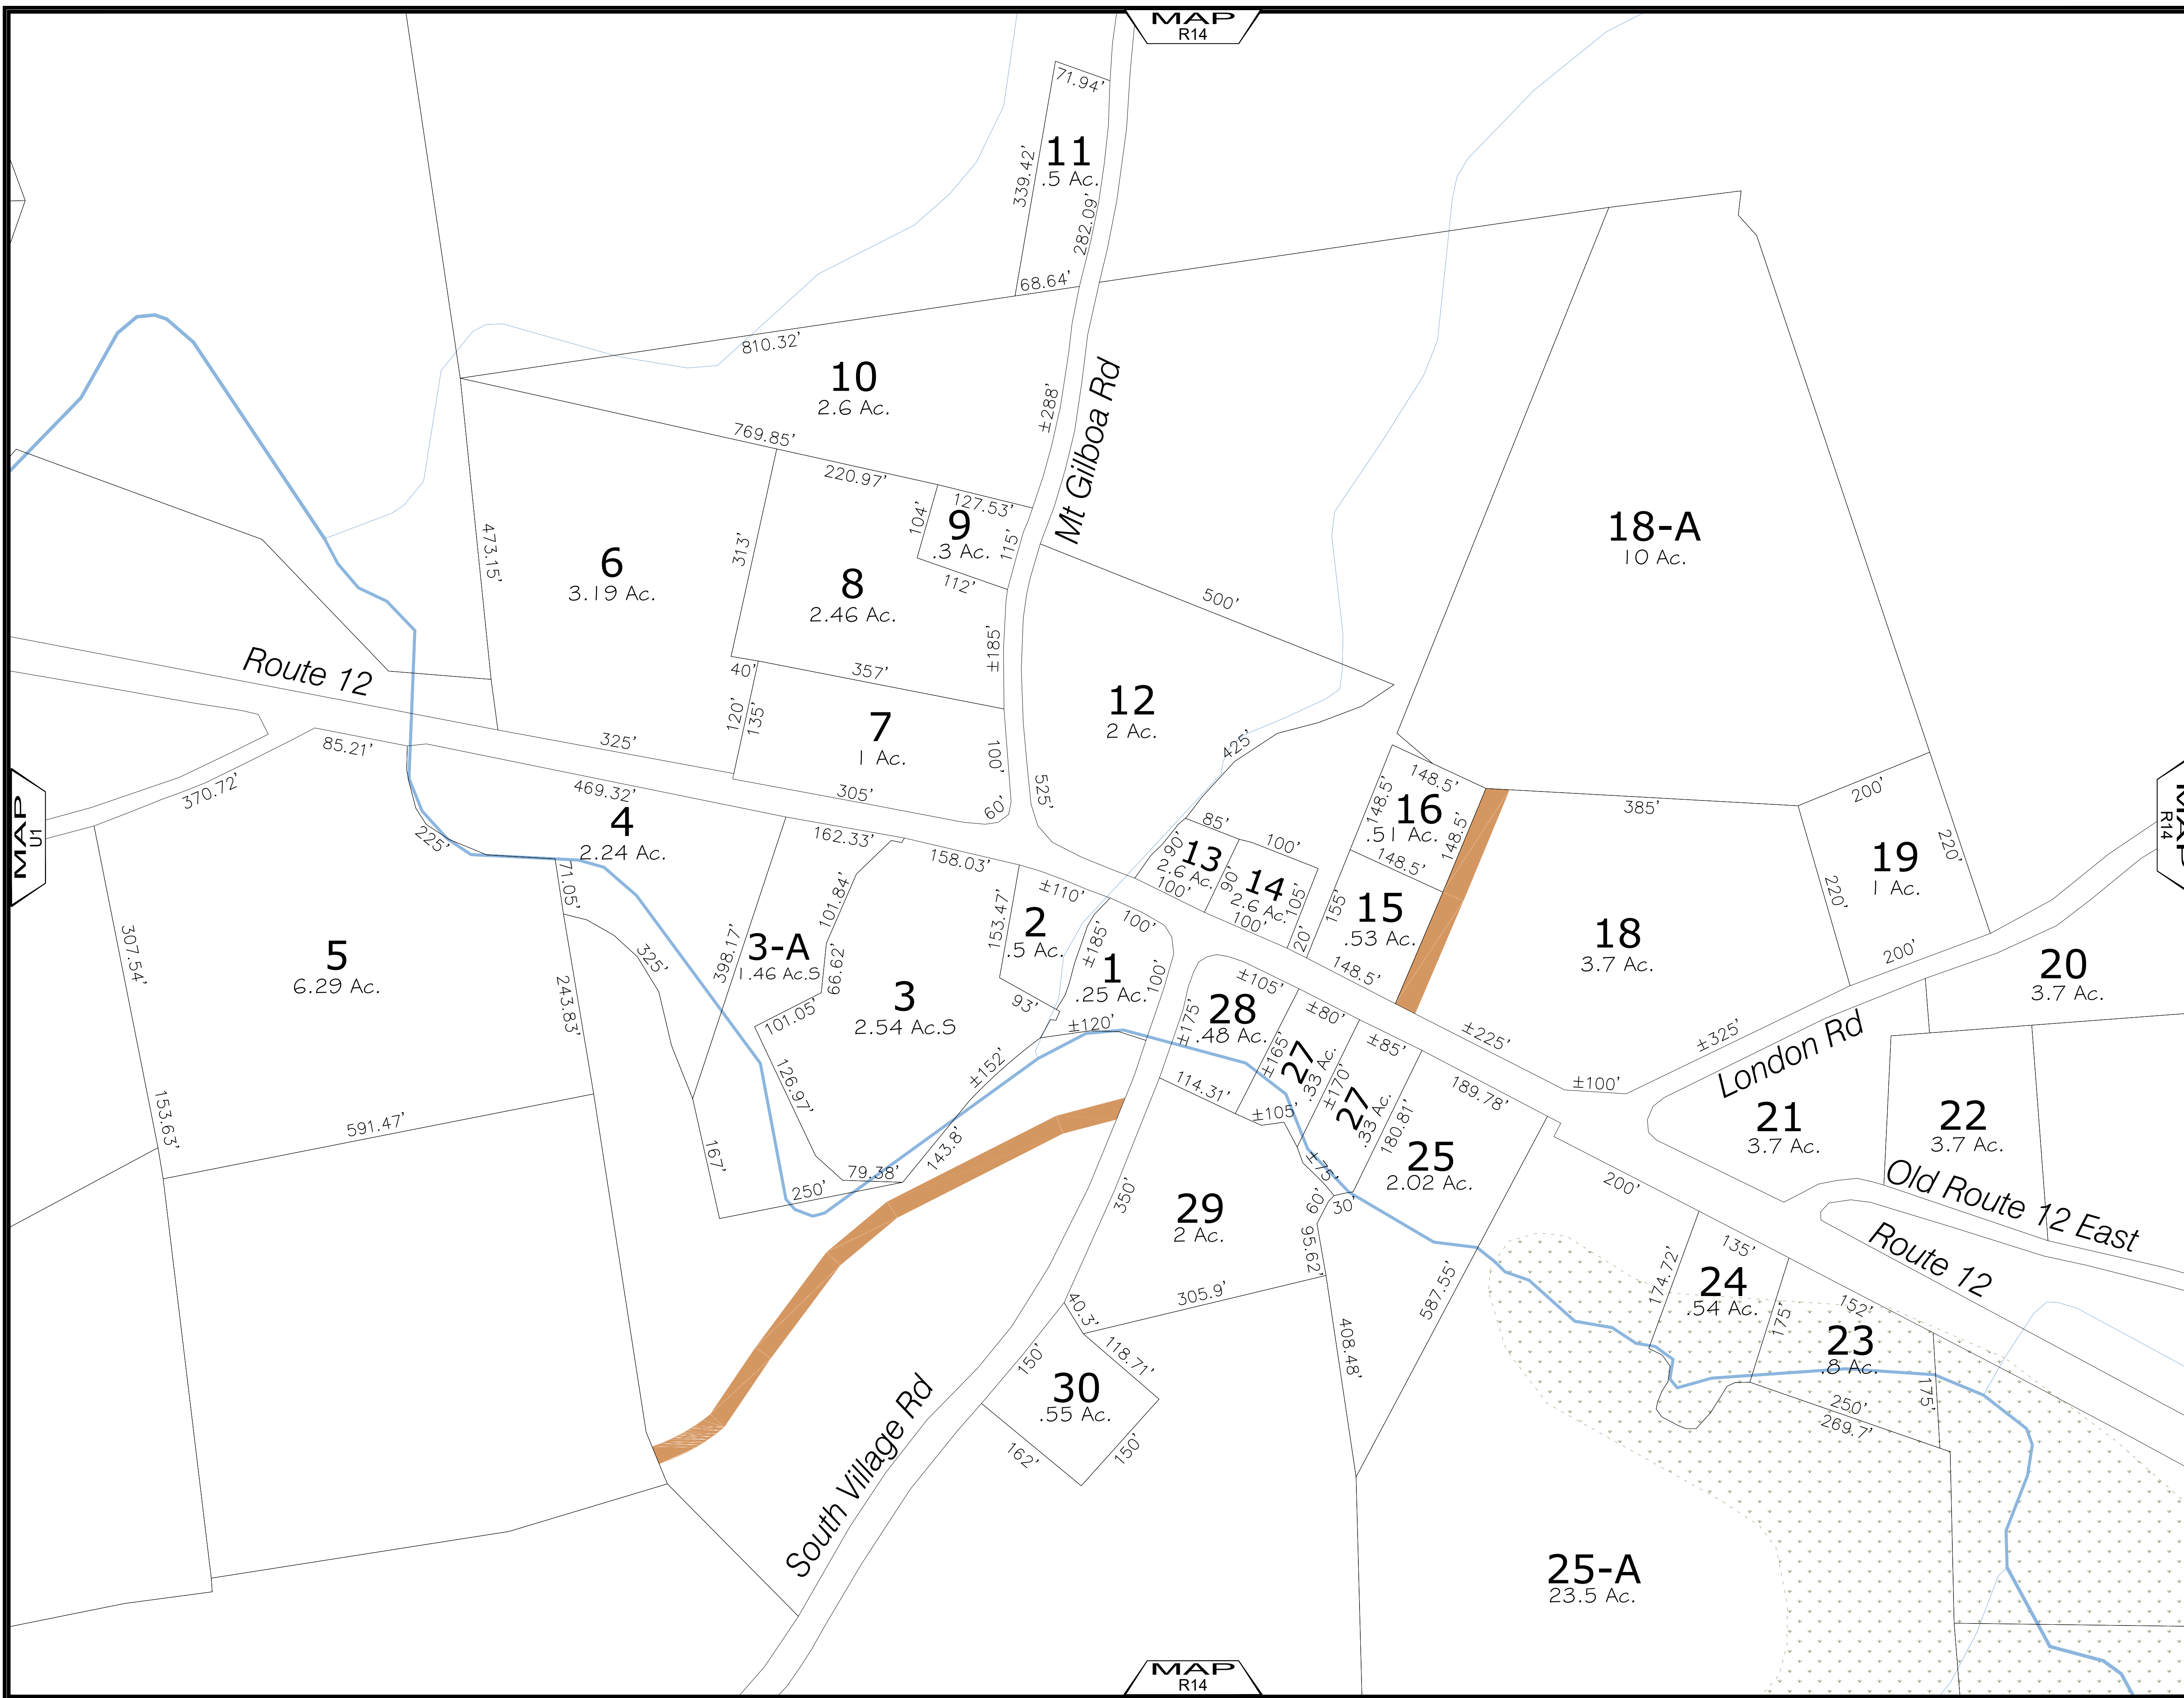 MAP
R14
71.94'
11
.5 Ac.
339.42'
282.09'
68.64'
810.32'
10
2.6 Ac.
±288'
Mt Gilboa Rd
769.85'
220.97'
127.53'
104'
9
.3 Ac.
115'
112'
473.15'
6
3.19 Ac.
313'
8
2.46 Ac.
±185'
40'
357'
120'
135'
7
1 Ac.
100'
305'
60'
Route 12
325'
500'
12
2 Ac.
425'
525'
18-A
10 Ac.
85.21'
370.72'
469.32'
4
2.24 Ac.
225'
71.05'
162.33'
158.03'
MAP
U1
MAP
R14
148.5'
148.5'
16
.51 Ac.
148.5'
148.5'
385'
200'
19
1 Ac.
220'
220'
200'
85'
90'
13
2.6 Ac.
100'
100'
90'
14
2.6 Ac.
105'
100'
20'
155'
15
.53 Ac.
148.5'
18
3.7 Ac.
20
3.7 Ac.
307.54'
5
6.29 Ac.
243.83'
325'
398.17'
3-A
1.46 Ac.S
101.84'
66.62'
101.05'
3
2.54 Ac.S
153.47'
±110'
2
.5 Ac.
93'
±185'
100'
1
.25 Ac.
100'
±120'
±152'
±175'
±105'
28
.48 Ac.
±165'
114.31'
±80'
27
.33 Ac.
±105'
±170'
±85'
27
.33 Ac.
180.81'
189.78'
±225'
±100'
±325'
London Rd
153.63'
591.47'
126.97'
167'
250'
79.38'
143.8'
350'
29
2 Ac.
±75'
60'
30'
95.62'
25
2.02 Ac.
587.55'
200'
21
3.7 Ac.
22
3.7 Ac.
Old Route 12 East
Route 12
305.9'
40.3'
150'
118.71'
30
.55 Ac.
162'
150'
408.48'
174.72'
135'
24
.54 Ac.
175'
152'
23
.8 Ac.
250'
269.7'
175'
South Village Rd
25-A
23.5 Ac.
MAP
R14